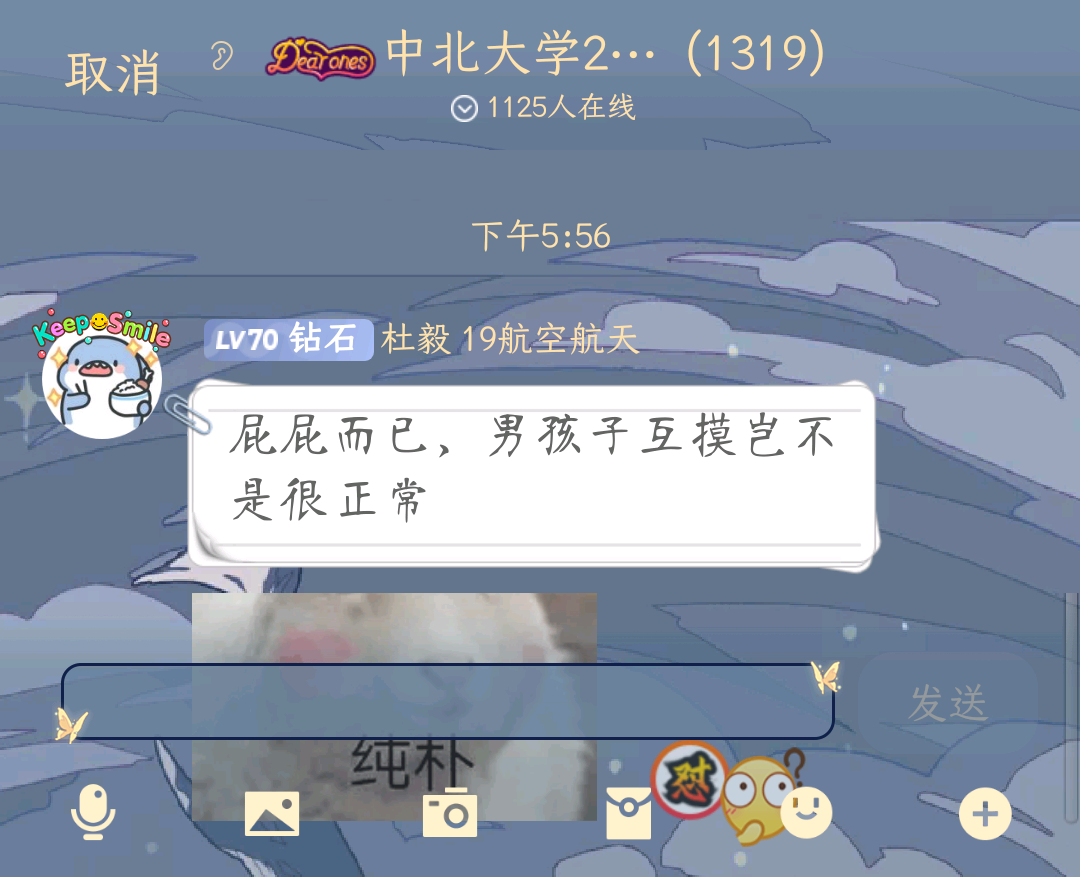 取消
Dear ones 中北大学2… (1319)
1125人在线
下午5:56
Keep Smile
LV70 钻石 杜毅 19航空航天
屁屁而已，男孩子互摸岂不
是很正常
发送
纯朴
怼
?